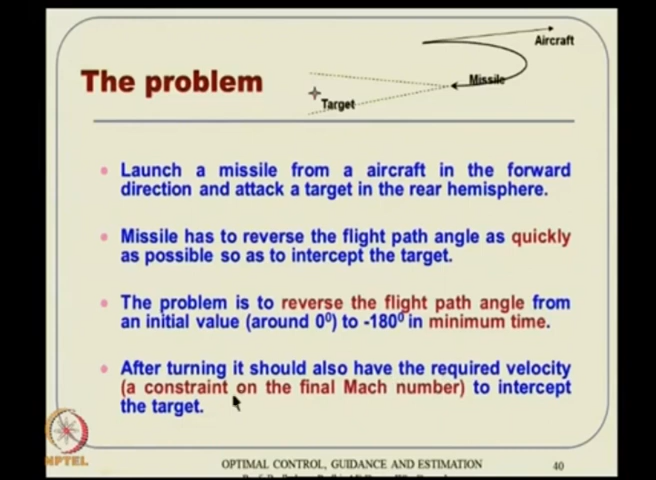 Aircraft
The problem
Missile
Target
Launch a missile from a aircraft in the forward
direction and attack a target in the rear hemisphere.
Missile has to reverse the flight path angle as quickly
as possible so as to intercept the target.
The problem is to reverse the flight path angle from
an initial value (around 0⁰) to -180⁰ in minimum time.
After turning it should also have the required velocity
(a constraint on the final Mach number) to intercept
the target.
NPTEL
OPTIMAL CONTROL, GUIDANCE AND ESTIMATION
40